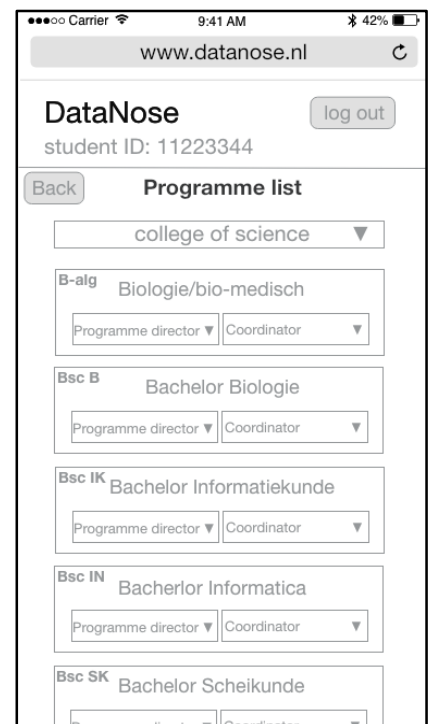 Carrier 9:41 AM 42%
www.datanose.nl
DataNose log out
student ID: 11223344
Back Programme list
college of science ▼
B-alg Biologie/bio-medisch
Programme director ▼ Coordinator ▼
Bsc B Bachelor Biologie
Programme director ▼ Coordinator ▼
Bsc IK Bachelor Informatiekunde
Programme director ▼ Coordinator ▼
Bsc IN Bacherlor Informatica
Programme director ▼ Coordinator ▼
Bsc SK Bachelor Scheikunde